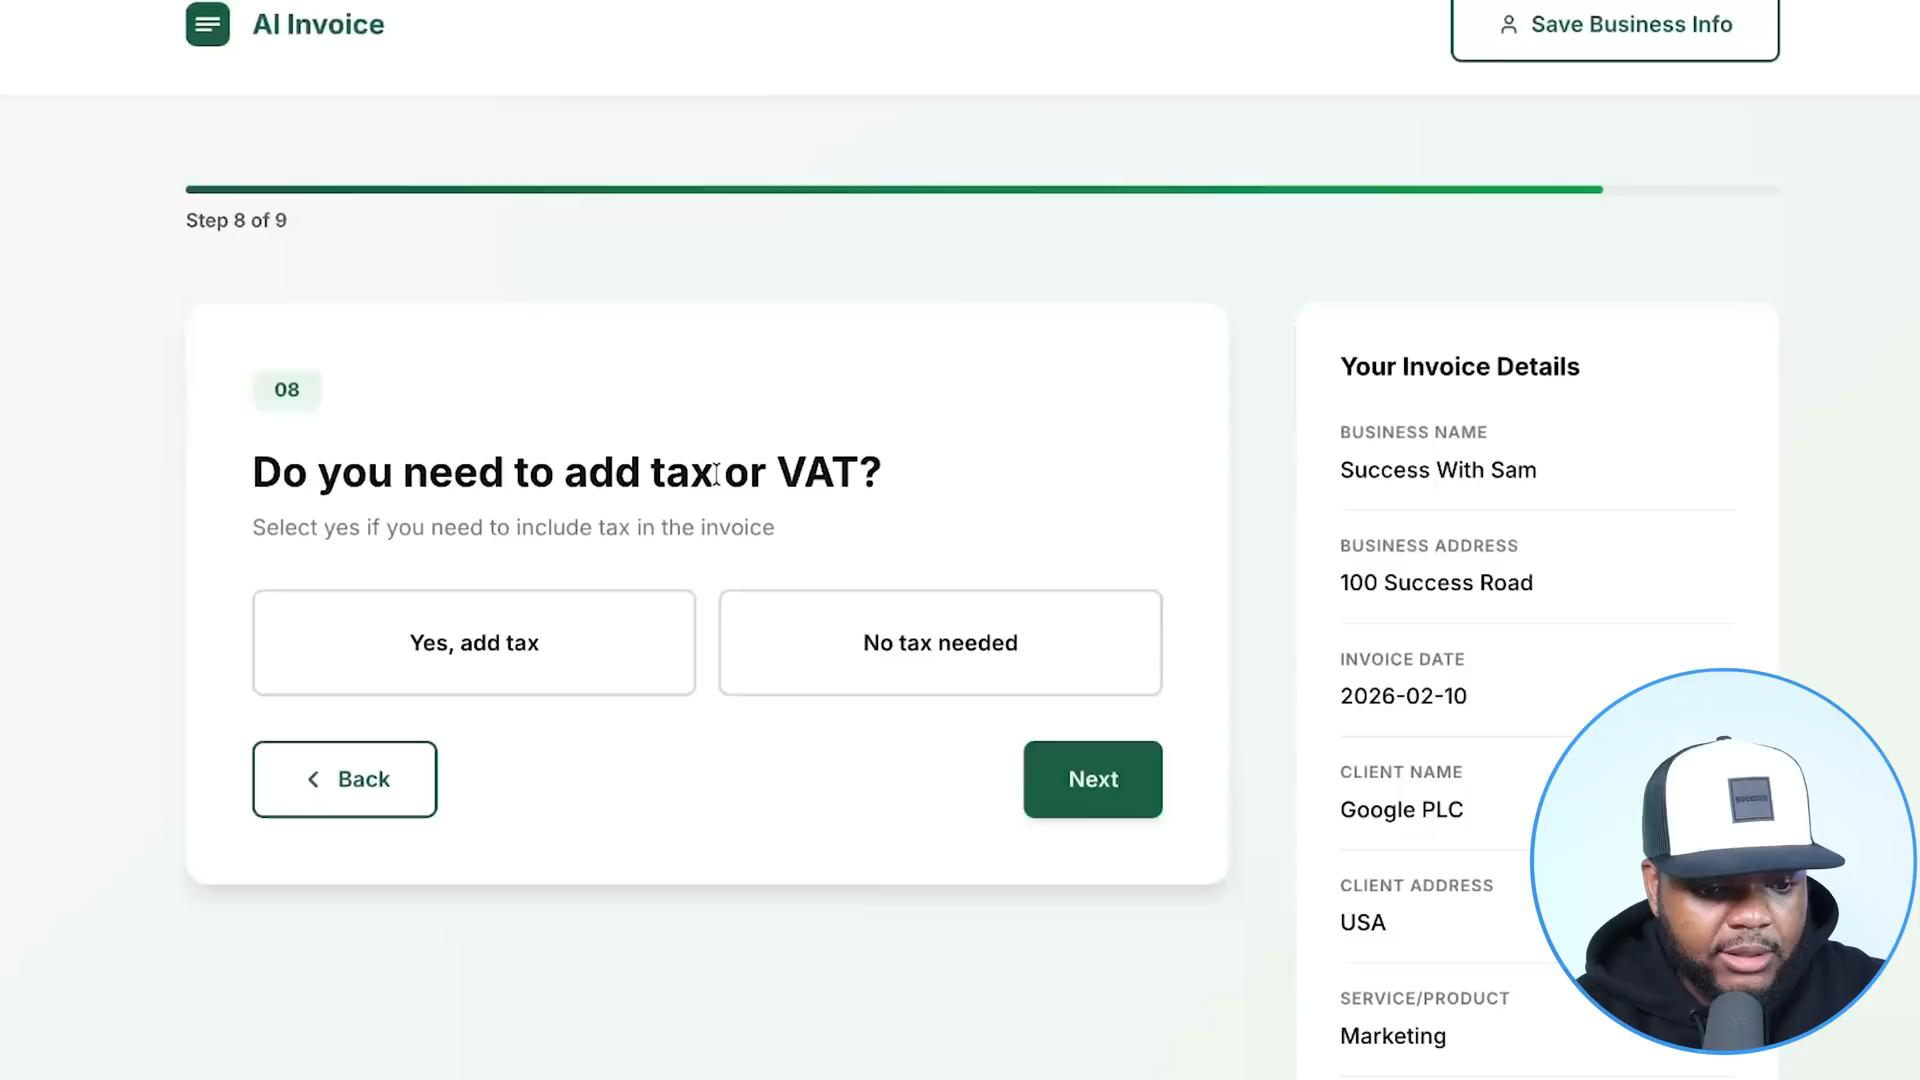 AI Invoice
Save Business Info
Step 8 of 9
08
Do you need to add tax or VAT?
Select yes if you need to include tax in the invoice
Yes, add tax
No tax needed
Back
Next
Your Invoice Details
BUSINESS NAME
Success With Sam
BUSINESS ADDRESS
100 Success Road
INVOICE DATE
2026-02-10
CLIENT NAME
Google PLC
CLIENT ADDRESS
USA
SERVICE/PRODUCT
Marketing